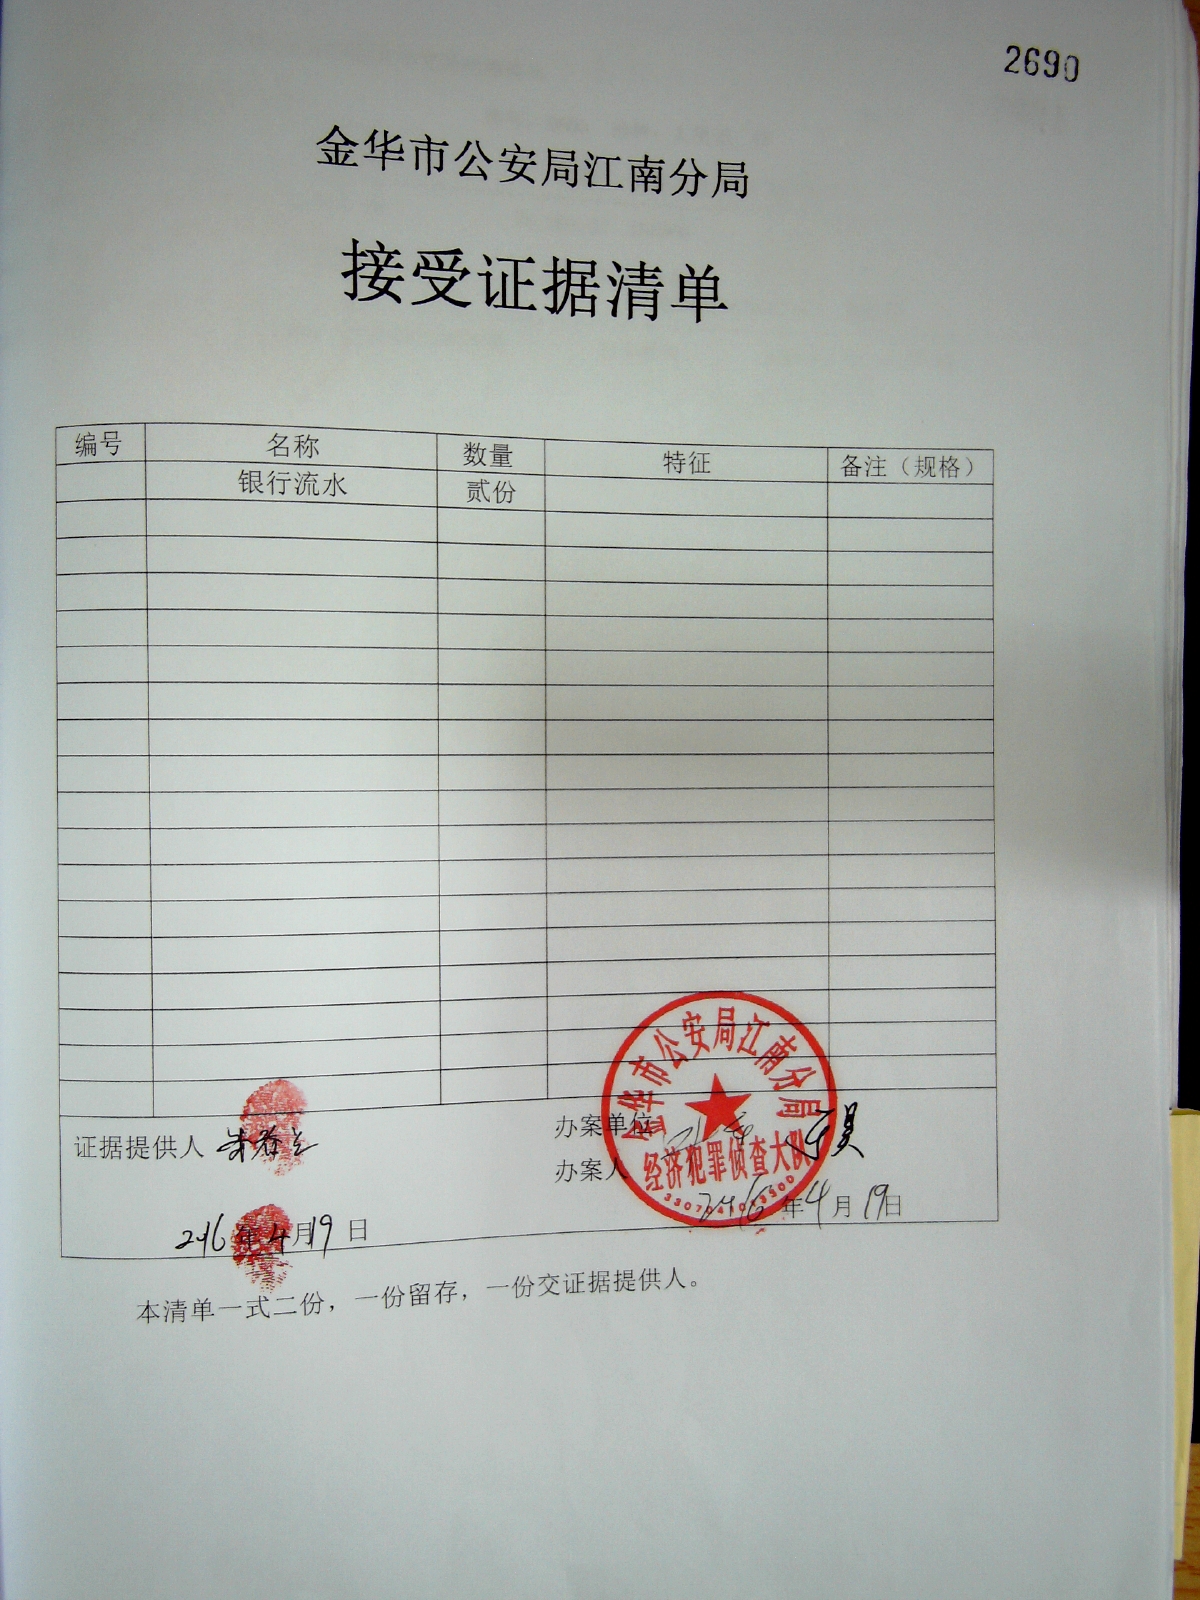 2690
金华市公安局江南分局
接受证据清单
编号 名称 数量 特征 备注（规格）
银行流水 贰份
证据提供人
2016年4月19日
办案单位
办案人
2016年4月19日
金华市公安局江南分局
经济犯罪侦查大队
本清单一式二份，一份留存，一份交证据提供人。